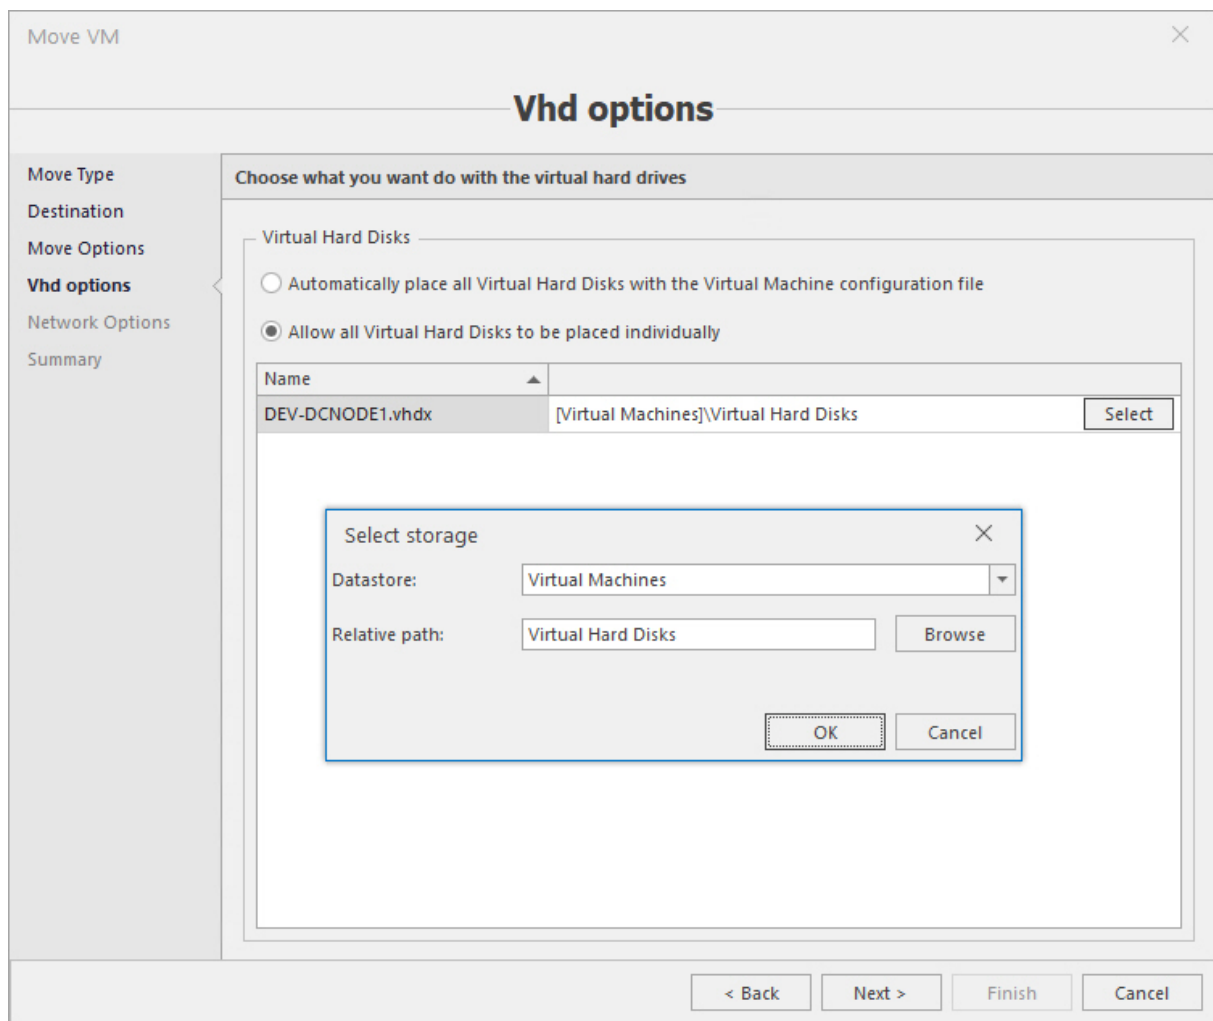 Move VM
Vhd options
Move Type
Destination
Move Options
Vhd options
Network Options
Summary
Choose what you want do with the virtual hard drives
Virtual Hard Disks
Automatically place all Virtual Hard Disks with the Virtual Machine configuration file
Allow all Virtual Hard Disks to be placed individually
Name
DEV-DCNODE1.vhdx [Virtual Machines]\Virtual Hard Disks Select
Select storage
Datastore: Virtual Machines
Relative path: Virtual Hard Disks Browse
OK Cancel
< Back Next > Finish Cancel